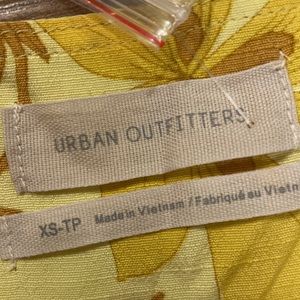 URBAN OUTFITTERS
XS-TP Made in Vietnam / Fabriqué au Vietn